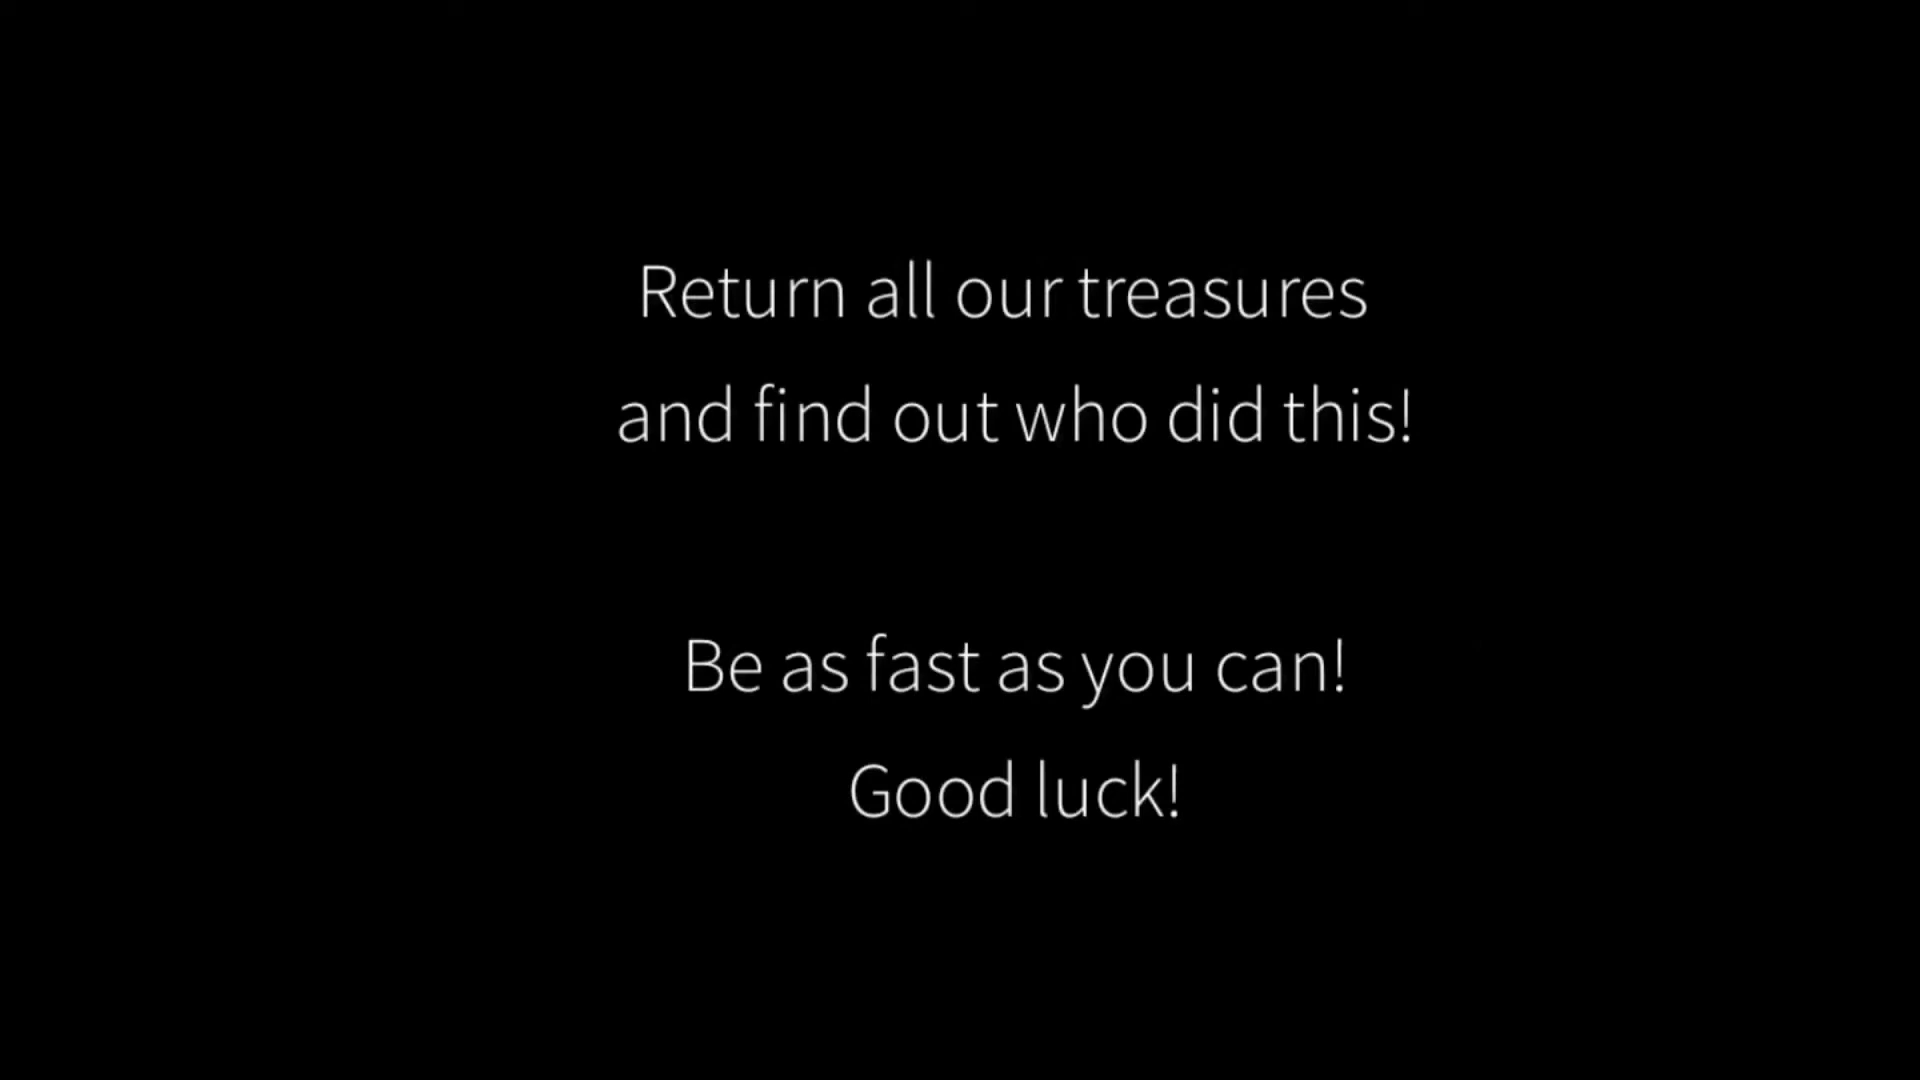 Return all our treasures
and find out who did this!
Be as fast as you can!
Good luck!